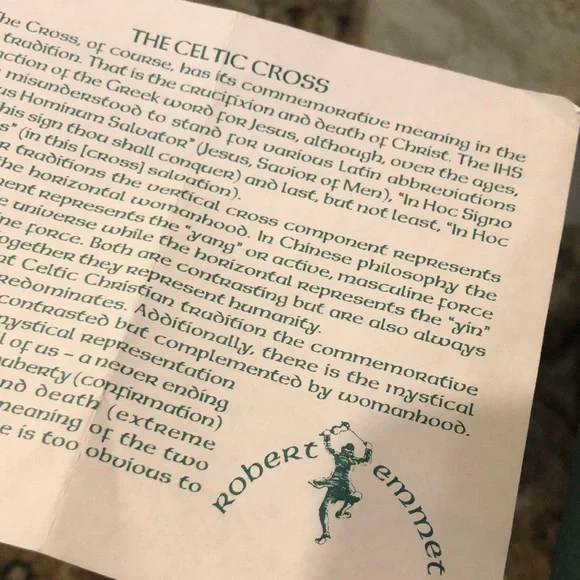 THE CELTIC CROSS
he Cross, of course, has its commemorative meaning in the
tradition. That is the crucifixion and death of Christ. The IHS
nction of the Greek word for Jesus, although, over the ages,
misunderstood to stand for various Latin abbreviations
us Hominum Salvator" (Jesus, Savior of Men), "In Hoc Signo
his sign thou shall conquer) and last, but not least, "In Hoc
s" (in this [cross] salvation).
r traditions the vertical cross component represents
he horizontal womanhood. In Chinese philosophy the
nent represents the "yang" or active, masculine force
e universe while the horizontal represents the "yin"
ine force. Both are contrasting but are also always
ogether they represent humanity.
nt Celtic Christian tradition the commemorative
redominates. Additionally, there is the mystical
contrasted but complemented by womanhood.
mystical representation
l of us – a never ending
uberty (confirmation)
nd death (extreme
meaning of the two
e is too obvious to
robert emmet